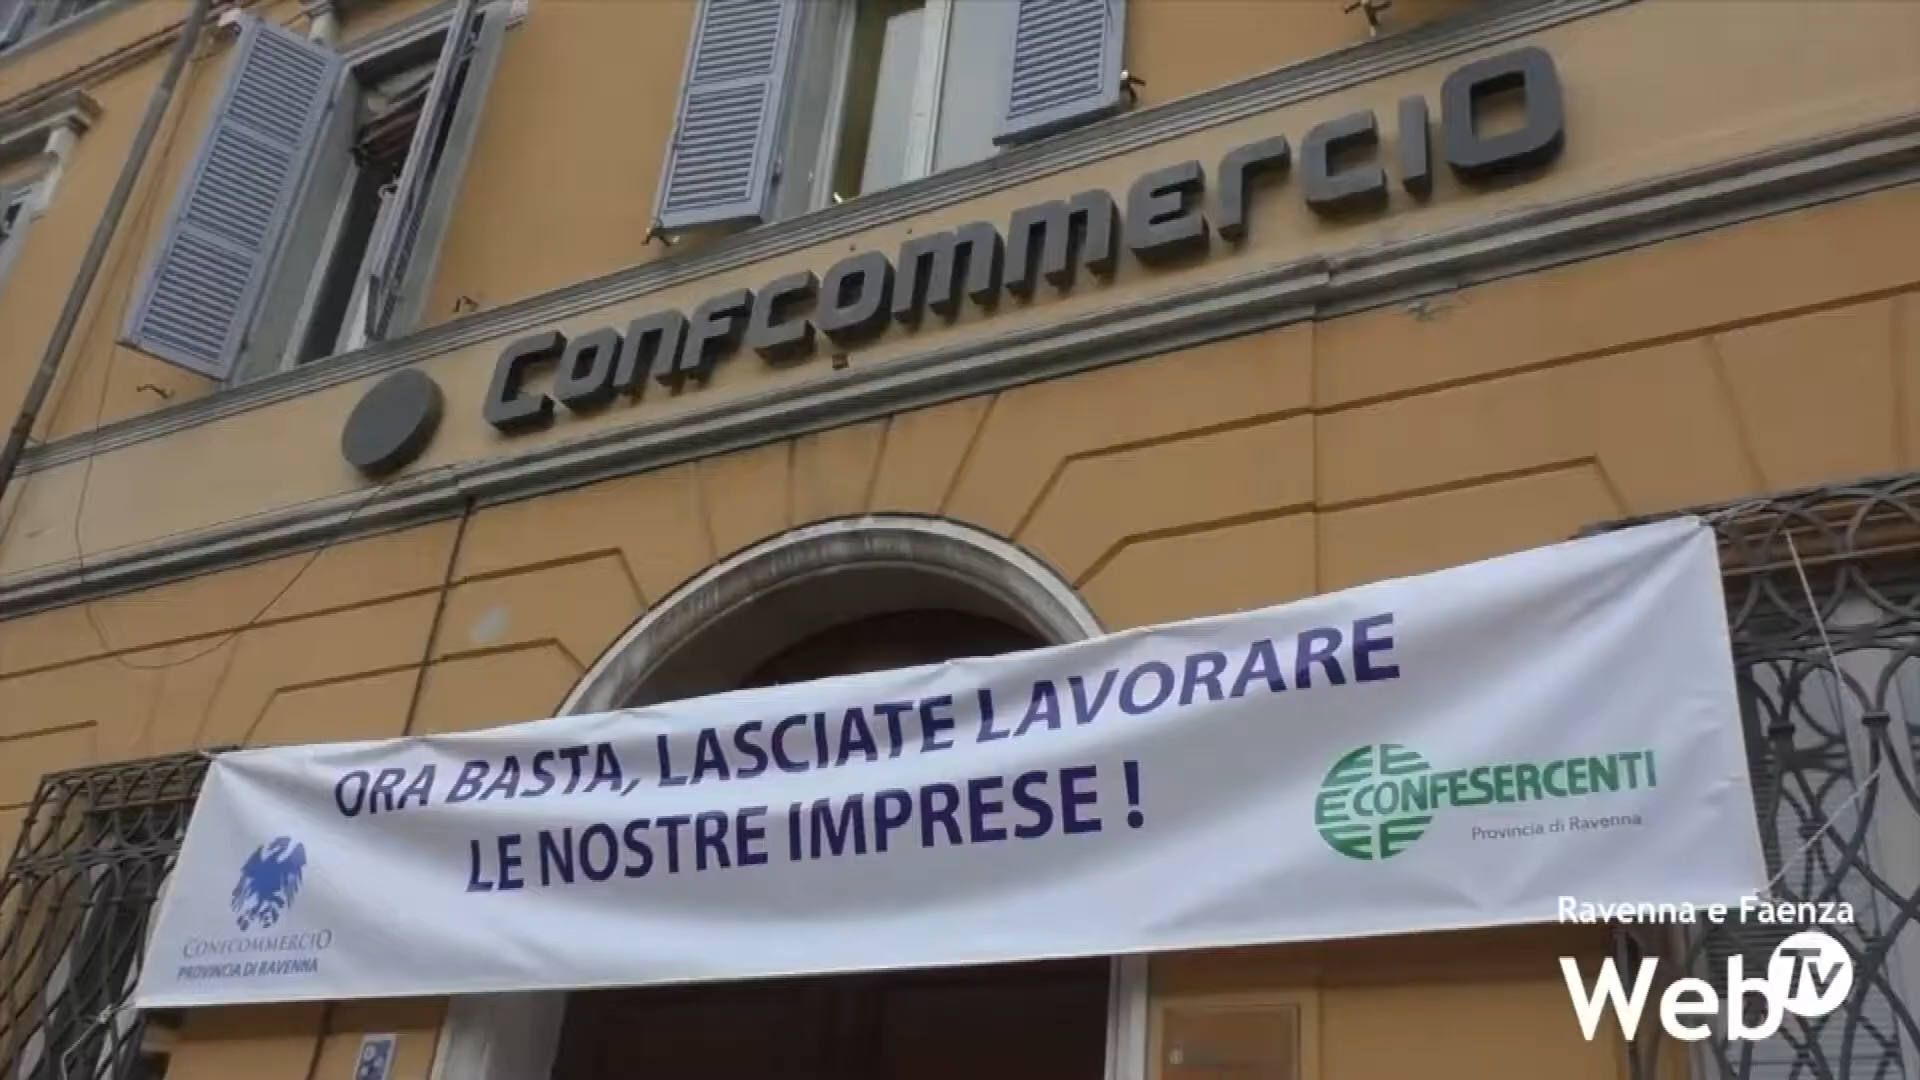 Confcommercio
ORA BASTA, LASCIATE LAVORARE
LE NOSTRE IMPRESE !
CONFCOMMERCIO
PROVINCIA DI RAVENNA
CONFESERCENTI
Provincia di Ravenna
Ravenna e Faenza
WebTv